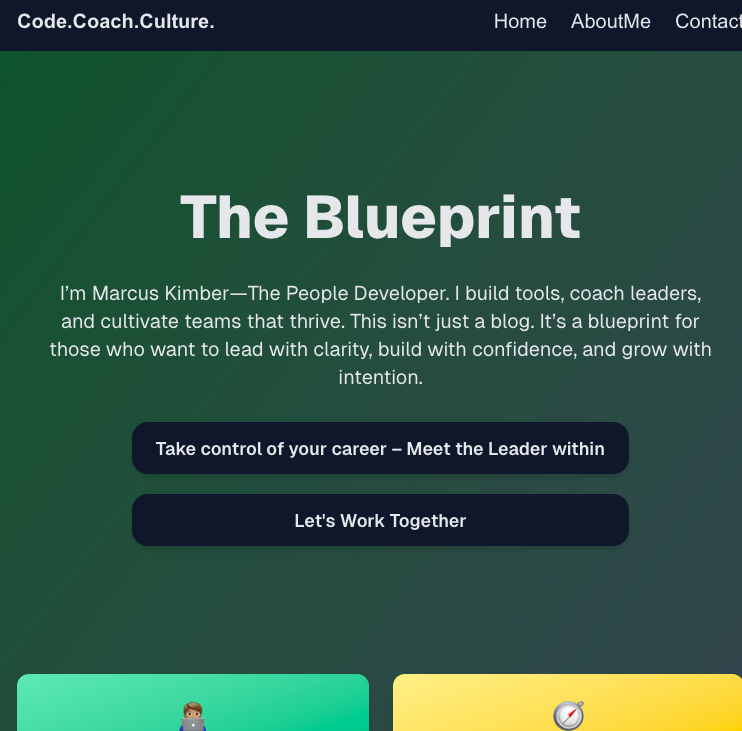 Code.Coach.Culture.
Home AboutMe Contact
The Blueprint
I’m Marcus Kimber—The People Developer. I build tools, coach leaders,
and cultivate teams that thrive. This isn’t just a blog. It’s a blueprint for
those who want to lead with clarity, build with confidence, and grow with
intention.
Take control of your career – Meet the Leader within
Let's Work Together